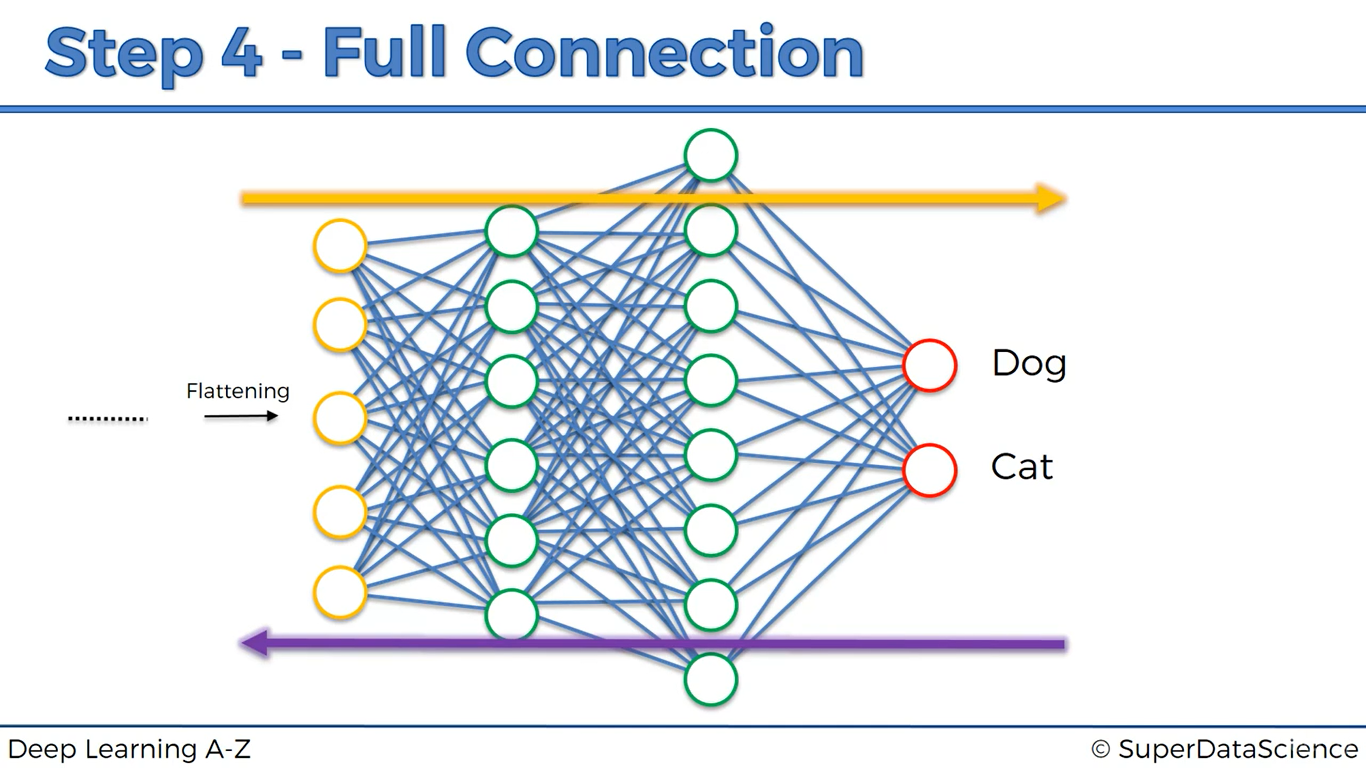 Step 4 - Full Connection
Flattening
Dog
Cat
Deep Learning A-Z
© SuperDataScience